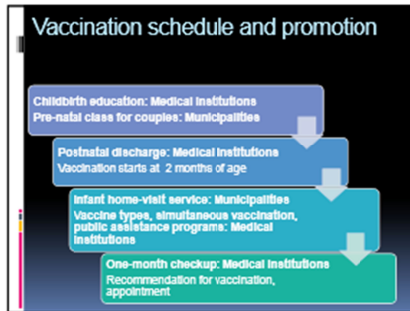 Vaccination schedule and promotion
Childbirth education: Medical Institutions
Pre-natal class for couples: Municipalities
Postnatal discharge: Medical Institutions
Vaccination starts at 2 months of age
Infant home-visit service: Municipalities
Vaccine types, simultaneous vaccination,
public assistance programs: Medical
Institutions
One-month checkup: Medical Institutions
Recommendation for vaccination,
appointment